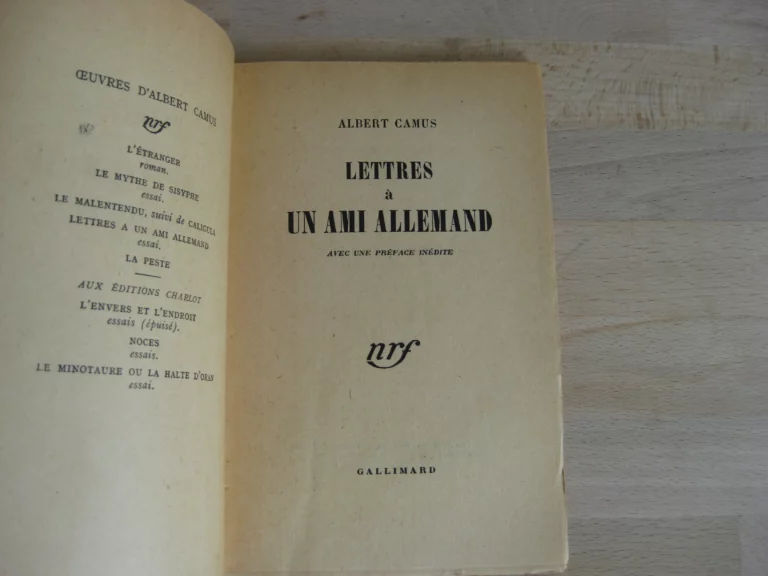 ŒUVRES D'ALBERT CAMUS
nrf
L'ÉTRANGER
roman.
LE MYTHE DE SISYPHE
essai.
LE MALENTENDU, suivi de CALIGULA
LETTRES A UN AMI ALLEMAND
essai.
LA PESTE
AUX ÉDITIONS CHARLOT
L'ENVERS ET L'ENDROIT
essais (épuisé).
NOCES
essais.
LE MINOTAURE OU LA HALTE D'ORAN
essai.
ALBERT CAMUS
LETTRES
à
UN AMI ALLEMAND
AVEC UNE PRÉFACE INÉDITE
nrf
GALLIMARD